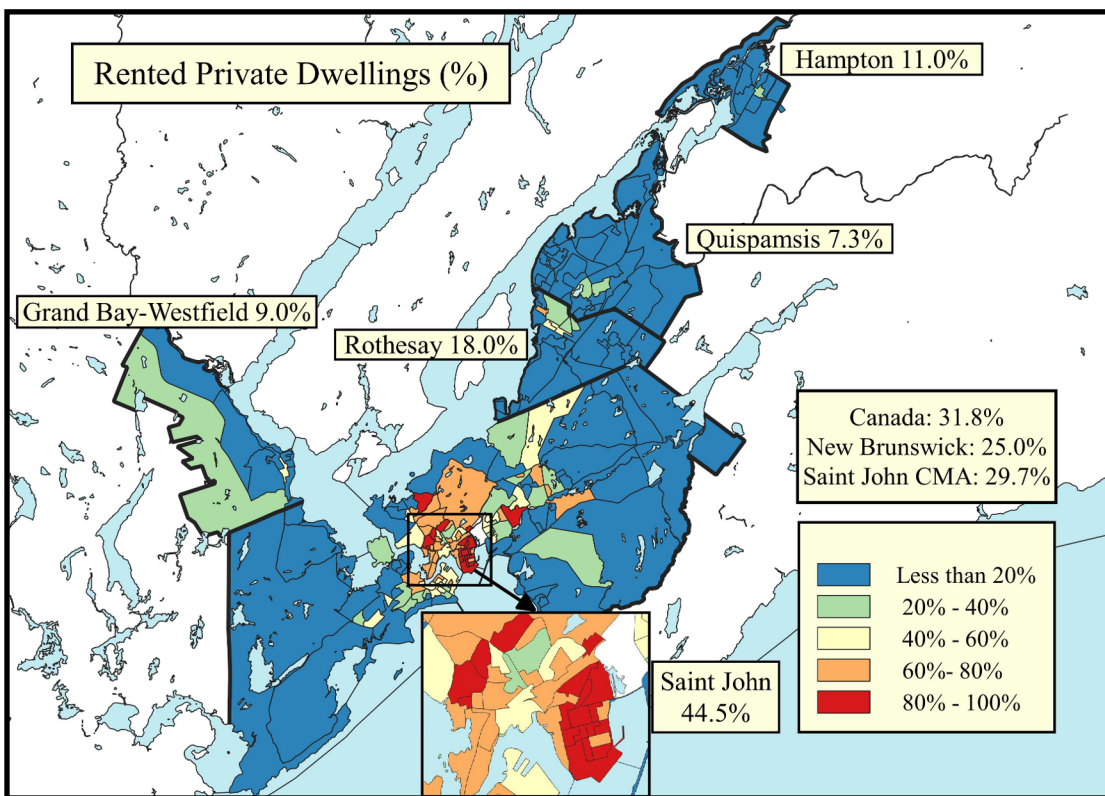 Rented Private Dwellings (%)
Hampton 11.0%
Quispamsis 7.3%
Grand Bay-Westfield 9.0%
Rothesay 18.0%
Canada: 31.8%
New Brunswick: 25.0%
Saint John CMA: 29.7%
Less than 20%
20% - 40%
40% - 60%
60%- 80%
80% - 100%
Saint John
44.5%